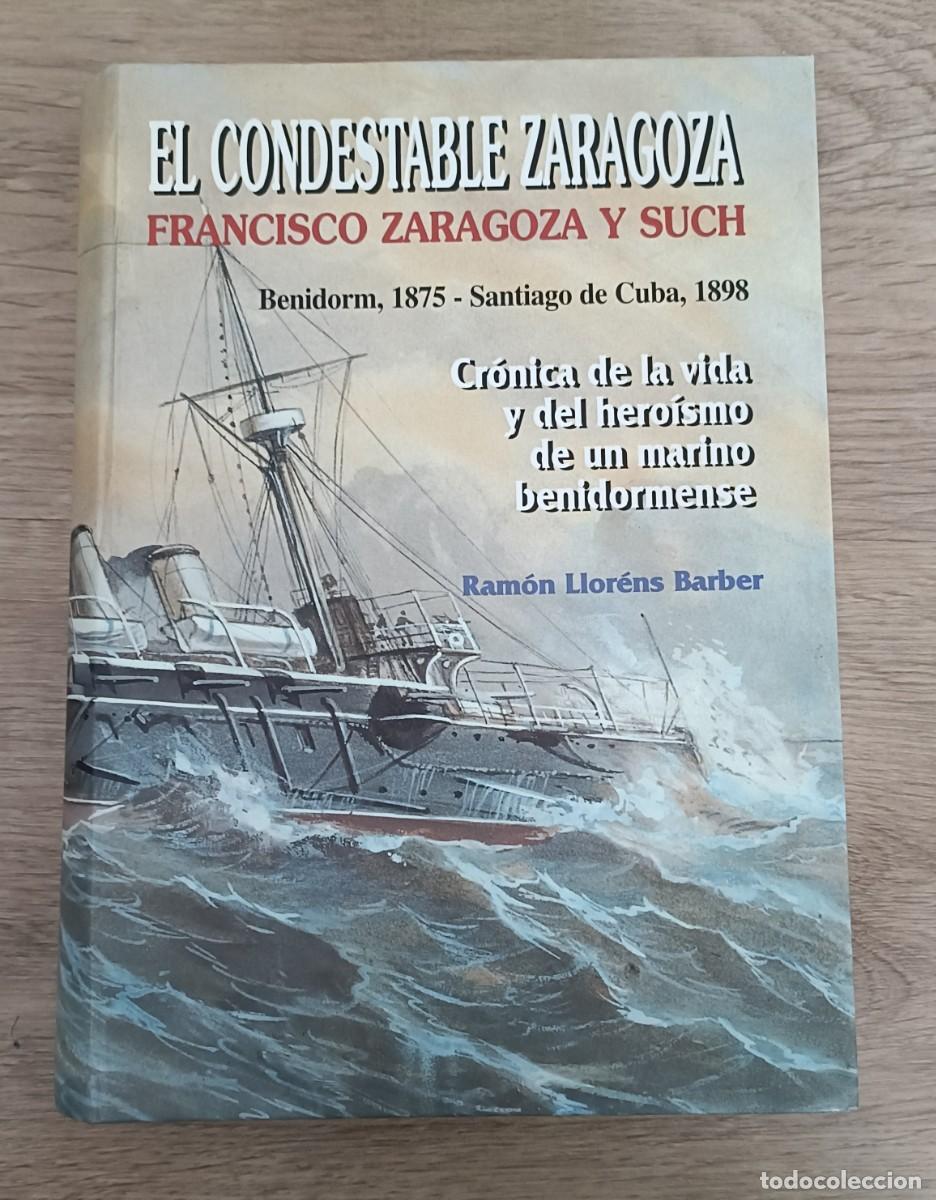 EL CONDESTABLE ZARAGOZA
FRANCISCO ZARAGOZA Y SUCH
Benidorm, 1875 - Santiago de Cuba, 1898
Crónica de la vida
y del heroísmo
de un marino
benidormense
Ramón Lloréns Barber
todocoleccion